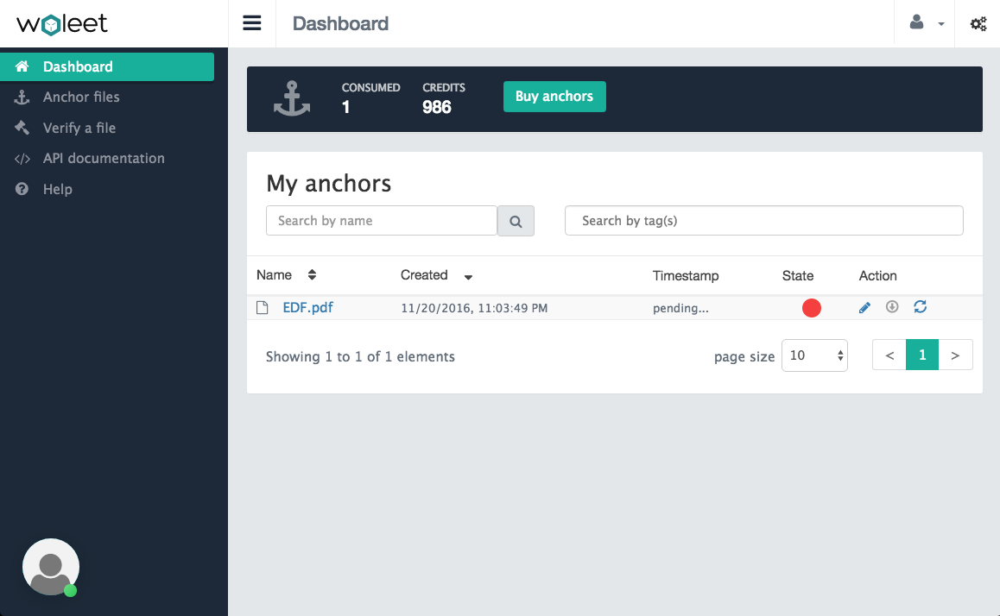 woleet
Dashboard
Dashboard
Anchor files
Verify a file
</> API documentation
? Help
CONSUMED CREDITS
1 986
Buy anchors
My anchors
Search by name
Search by tag(s)
Name Created Timestamp State Action
EDF.pdf 11/20/2016, 11:03:49 PM pending...
Showing 1 to 1 of 1 elements page size 10 < 1 >